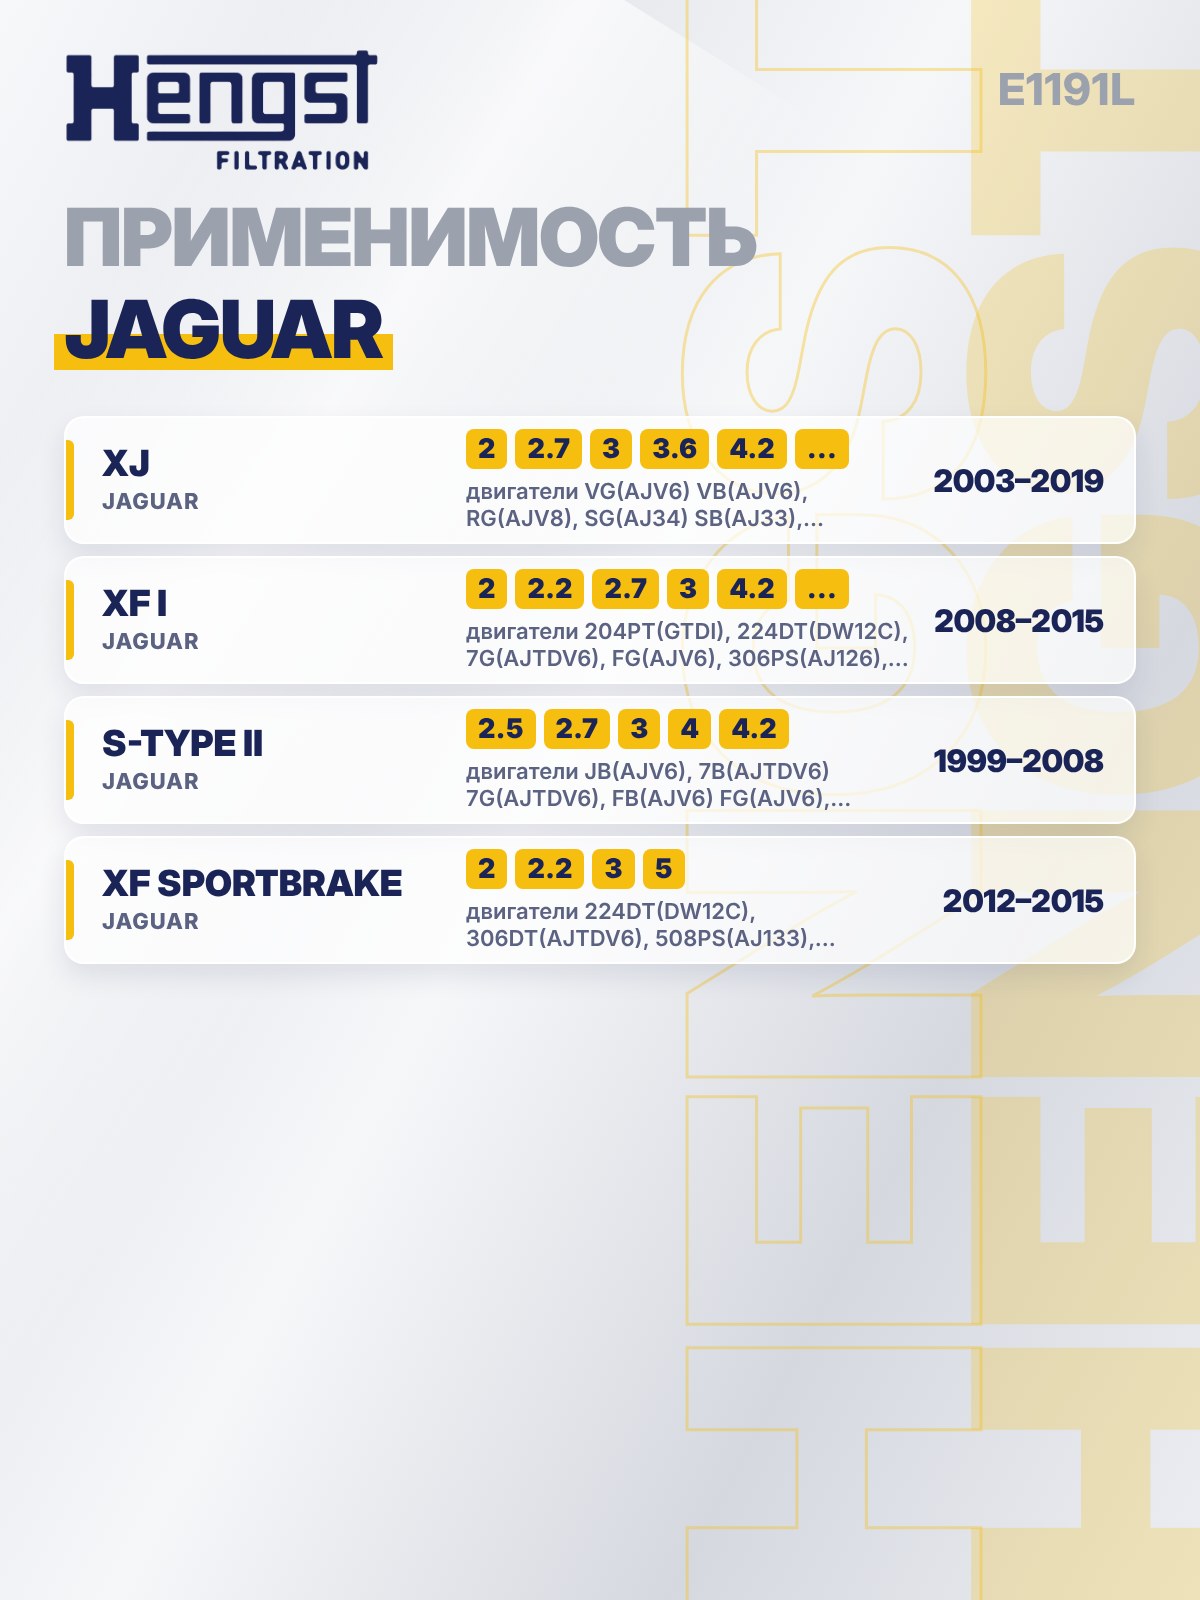 Hengst
FILTRATION
E1191L
ПРИМЕНИМОСТЬ
JAGUAR
XJ
JAGUAR
2 2.7 3 3.6 4.2 ...
двигатели VG(AJV6) VB(AJV6),
RG(AJV8), SG(AJ34) SB(AJ33),...
2003–2019
XF I
JAGUAR
2 2.2 2.7 3 4.2 ...
двигатели 204PT(GTDI), 224DT(DW12C),
7G(AJTDV6), FG(AJV6), 306PS(AJ126),...
2008–2015
S-TYPE II
JAGUAR
2.5 2.7 3 4 4.2
двигатели JB(AJV6), 7B(AJTDV6)
7G(AJTDV6), FB(AJV6) FG(AJV6),...
1999–2008
XF SPORTBRAKE
JAGUAR
2 2.2 3 5
двигатели 224DT(DW12C),
306DT(AJTDV6), 508PS(AJ133),...
2012–2015
HENGST
HENGST